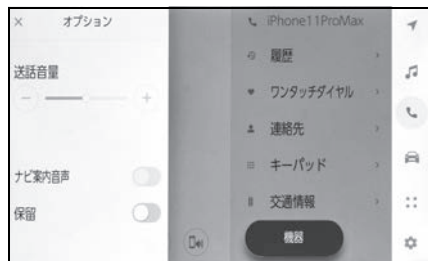 オプション
送話音量
ナビ案内音声
保留
iPhone11ProMax
履歴
ワンタッチダイヤル
連絡先
キーパッド
交通情報
機器